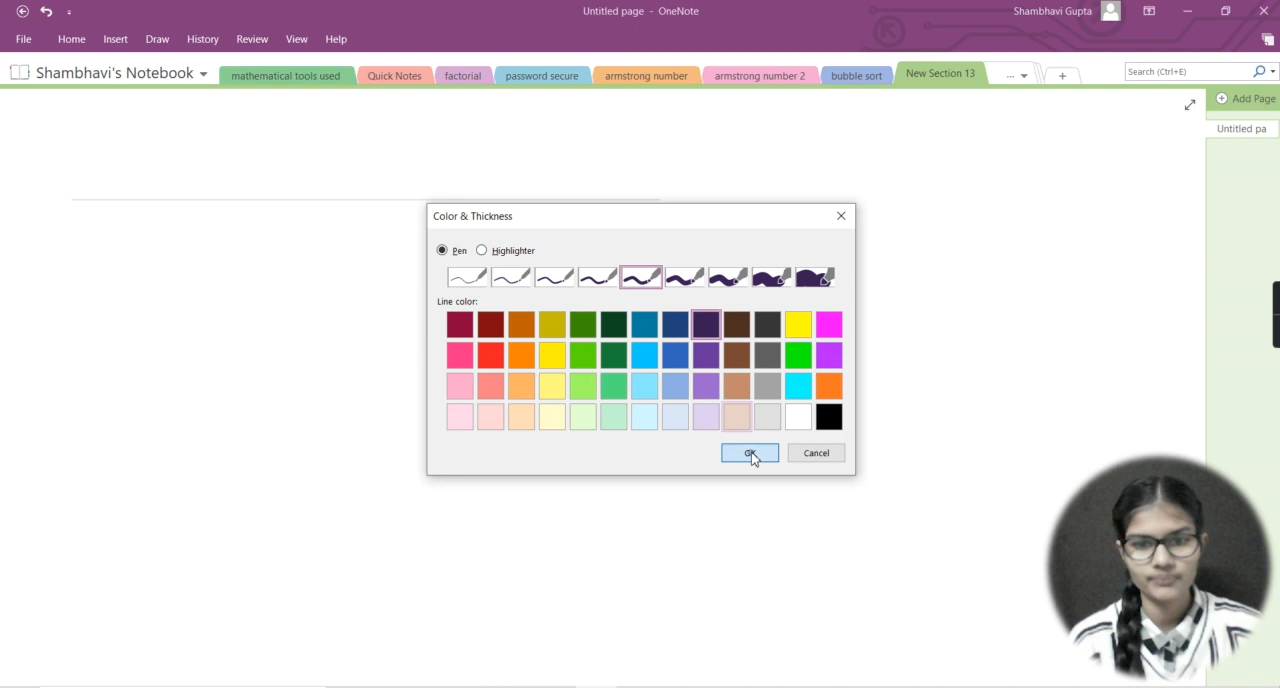 Untitled page - OneNote
Shambhavi Gupta
File Home Insert Draw History Review View Help
Shambhavi's Notebook
mathematical tools used
Quick Notes
factorial
password secure
armstrong number
armstrong number 2
bubble sort
New Section 13
...
Search (Ctrl+E)
Add Page
Untitled pa
Color & Thickness
Pen Highlighter
Line color:
OK Cancel